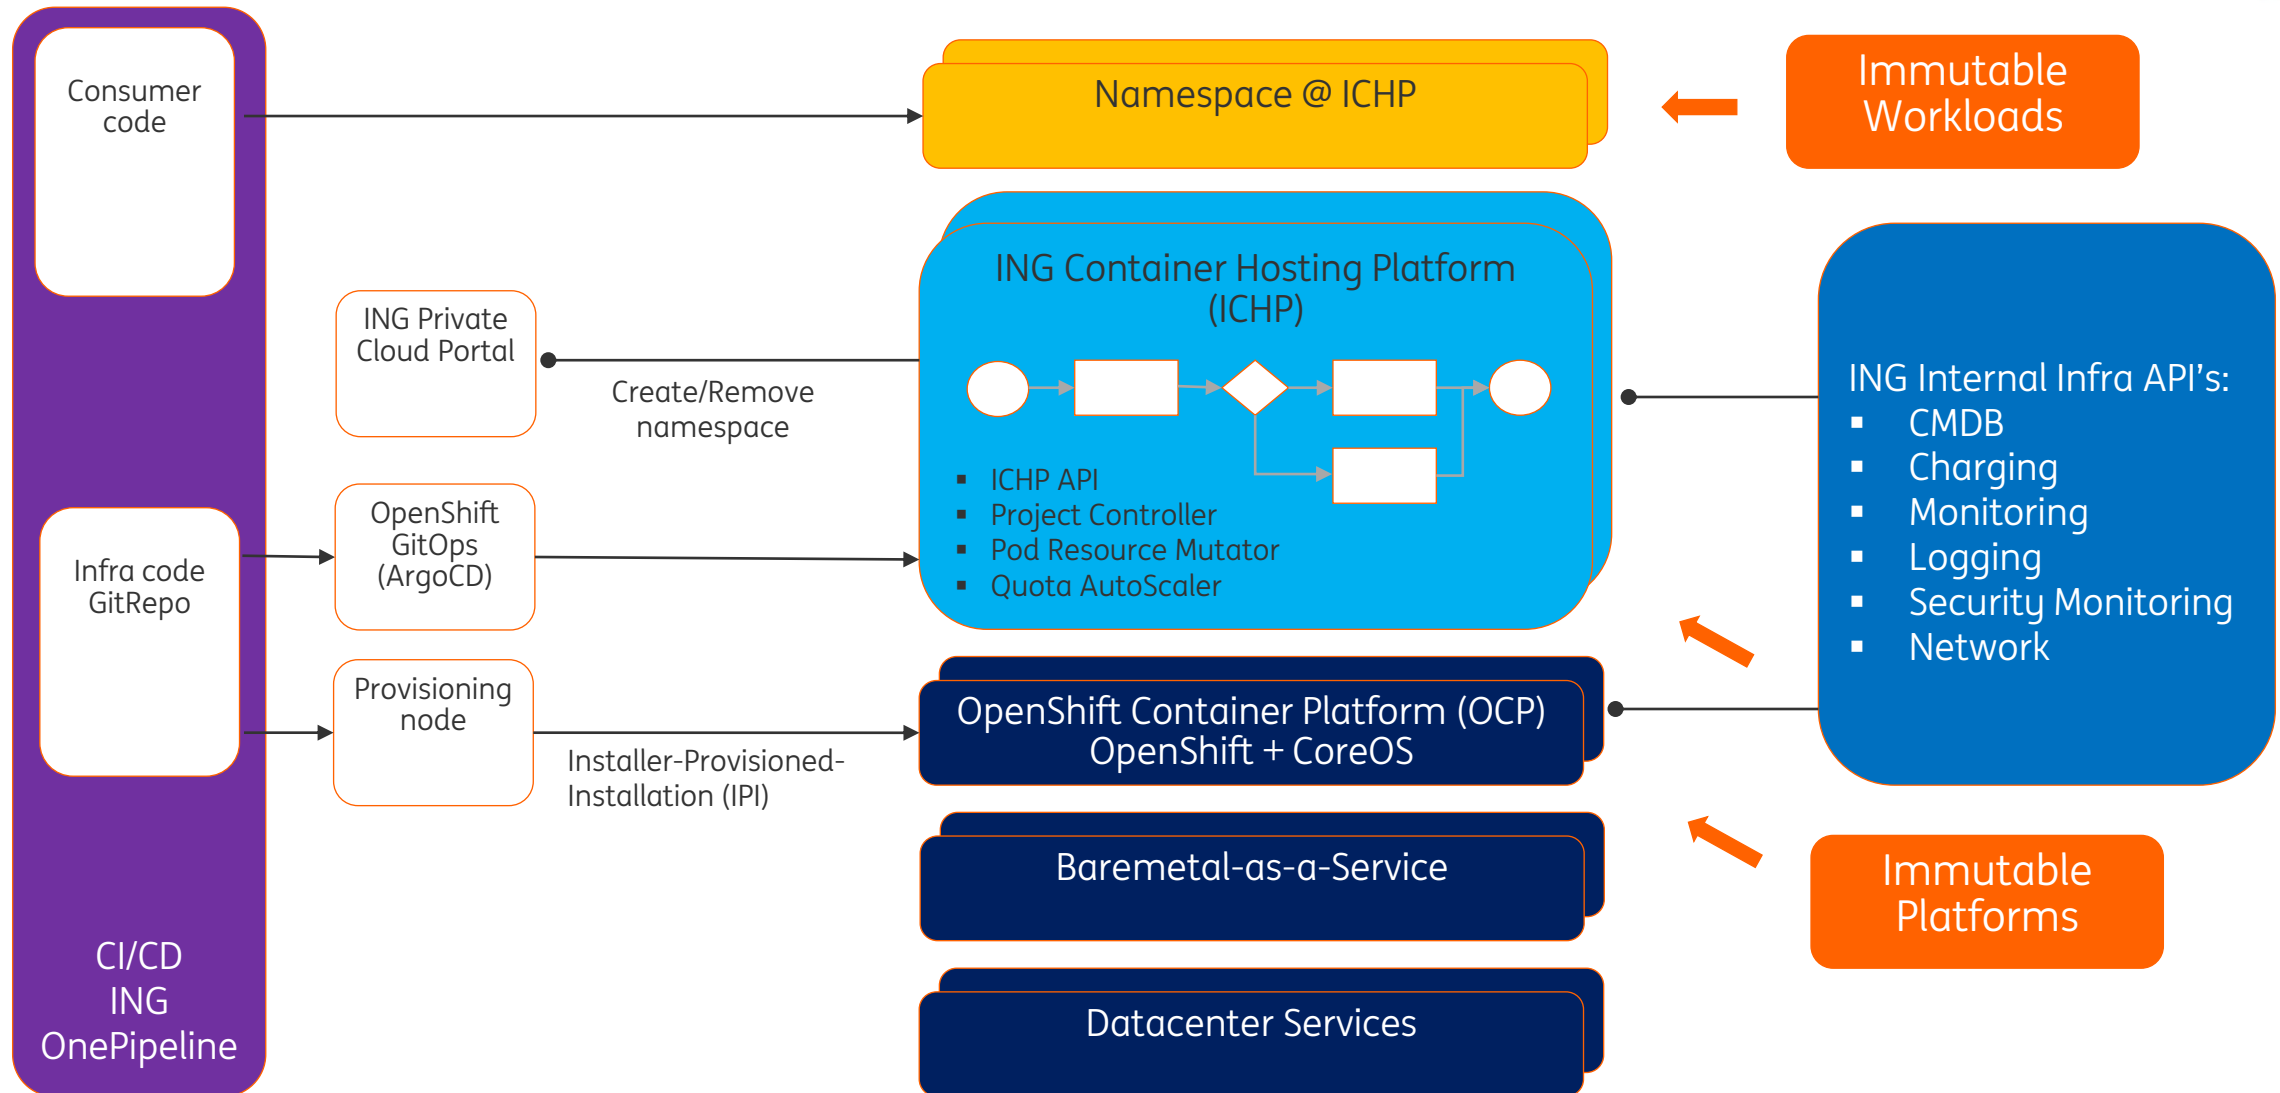 Consumer
code
Namespace @ ICHP
Immutable
Workloads
ING Container Hosting Platform
(ICHP)
ING Private
Cloud Portal
Create/Remove
namespace
▪ ICHP API
▪ Project Controller
▪ Pod Resource Mutator
▪ Quota AutoScaler
ING Internal Infra API’s:
▪ CMDB
▪ Charging
▪ Monitoring
▪ Logging
▪ Security Monitoring
▪ Network
OpenShift
GitOps
(ArgoCD)
Infra code
GitRepo
Provisioning
node
Installer-Provisioned-
Installation (IPI)
OpenShift Container Platform (OCP)
OpenShift + CoreOS
Baremetal-as-a-Service
Immutable
Platforms
CI/CD
ING
OnePipeline
Datacenter Services